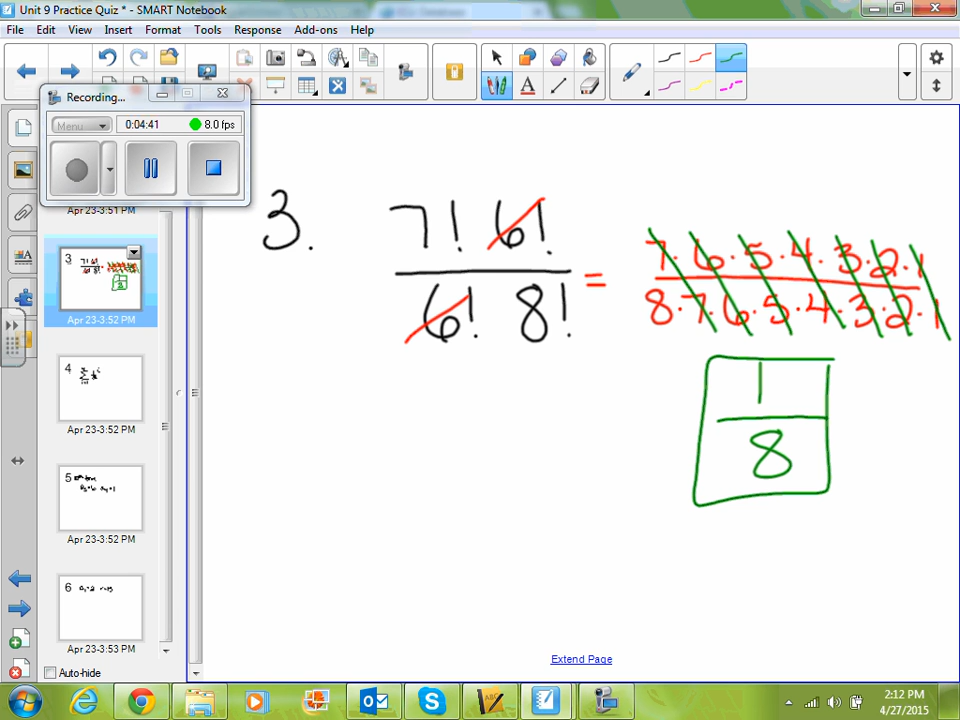 Unit 9 Practice Quiz * - SMART Notebook
File Edit View Insert Format Tools Response Add-ons Help
Recording...
Menu 0:04:41 8.0 fps
Apr 23-3:51 PM
3. 7! 6!
6! 8!
= 7·6·5·4·3·2·1
8·7·6·5·4·3·2·1
1
8
3
Apr 23-3:52 PM
4
Apr 23-3:52 PM
5
Apr 23-3:52 PM
6
Apr 23-3:53 PM
Auto-hide
Extend Page
2:12 PM
4/27/2015